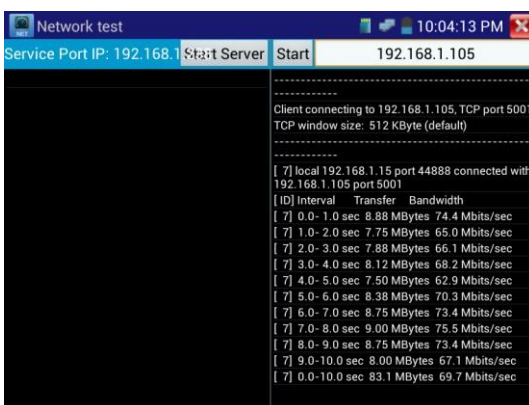 Network test
10:04:13 PM
Service Port IP: 192.168.1
Start Server
Start
192.168.1.105
------------------------------------------------
------------
Client connecting to 192.168.1.105, TCP port 5001
TCP window size: 512 KByte (default)
------------------------------------------------
------------
[ 7] local 192.168.1.15 port 44888 connected with
192.168.1.105 port 5001
[ ID] Interval Transfer Bandwidth
[ 7] 0.0- 1.0 sec 8.88 MBytes 74.4 Mbits/sec
[ 7] 1.0- 2.0 sec 7.75 MBytes 65.0 Mbits/sec
[ 7] 2.0- 3.0 sec 7.88 MBytes 66.1 Mbits/sec
[ 7] 3.0- 4.0 sec 8.12 MBytes 68.2 Mbits/sec
[ 7] 4.0- 5.0 sec 7.50 MBytes 62.9 Mbits/sec
[ 7] 5.0- 6.0 sec 8.38 MBytes 70.3 Mbits/sec
[ 7] 6.0- 7.0 sec 8.75 MBytes 73.4 Mbits/sec
[ 7] 7.0- 8.0 sec 9.00 MBytes 75.5 Mbits/sec
[ 7] 8.0- 9.0 sec 8.75 MBytes 73.4 Mbits/sec
[ 7] 9.0-10.0 sec 8.00 MBytes 67.1 Mbits/sec
[ 7] 0.0-10.0 sec 83.1 MBytes 69.7 Mbits/sec